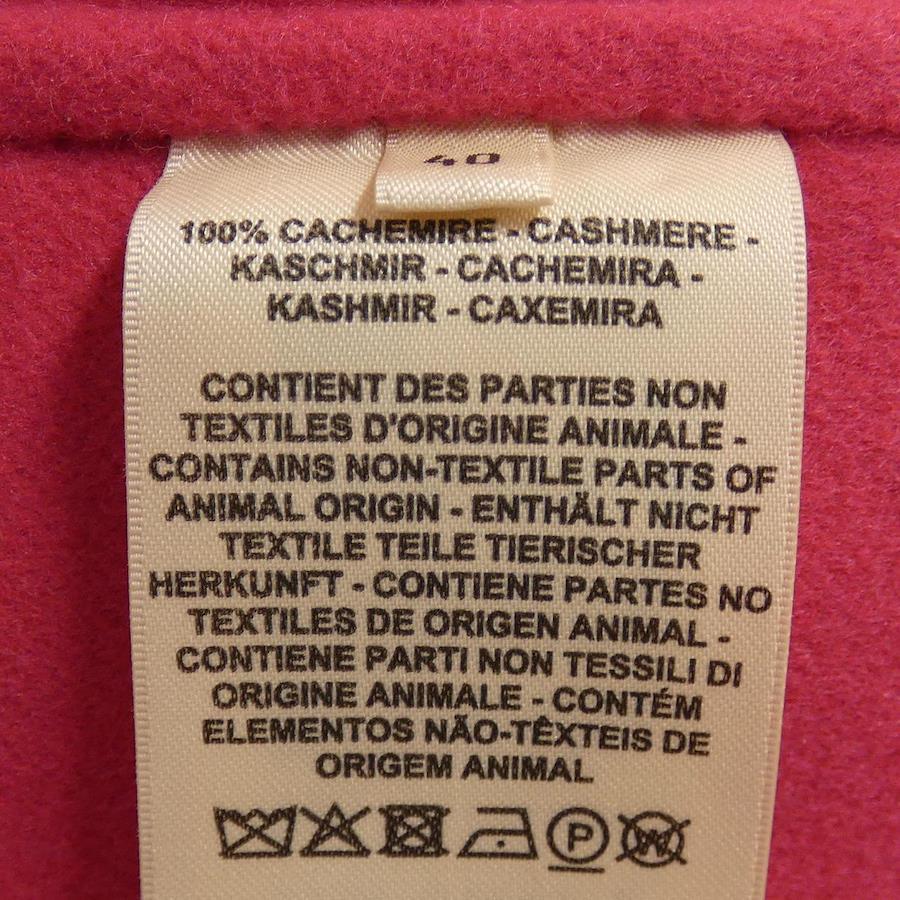 40
100% CACHEMIRE - CASHMERE -
KASCHMIR - CACHEMIRA -
KASHMIR - CAXEMIRA
CONTIENT DES PARTIES NON
TEXTILES D'ORIGINE ANIMALE -
CONTAINS NON-TEXTILE PARTS OF
ANIMAL ORIGIN - ENTHÄLT NICHT
TEXTILE TEILE TIERISCHER
HERKUNFT - CONTIENE PARTES NO
TEXTILES DE ORIGEN ANIMAL -
CONTIENE PARTI NON TESSILI DI
ORIGINE ANIMALE - CONTÉM
ELEMENTOS NÃO-TÊXTEIS DE
ORIGEM ANIMAL
P W